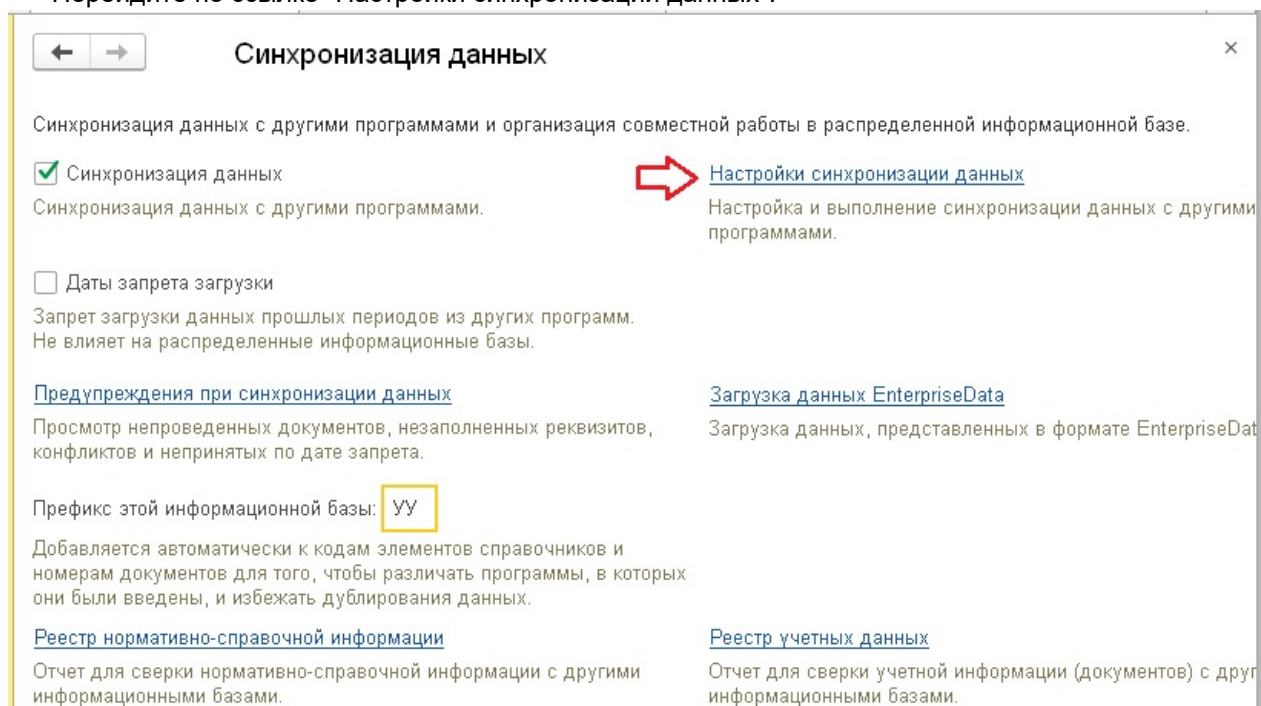 Перейдите по ссылке "Настройки синхронизации данных".
Синхронизация данных
Синхронизация данных с другими программами и организация совместной работы в распределенной информационной базе.
Синхронизация данных
Настройки синхронизации данных
Синхронизация данных с другими программами.
Настройка и выполнение синхронизации данных с другими
программами.
Даты запрета загрузки
Запрет загрузки данных прошлых периодов из других программ.
Не влияет на распределенные информационные базы.
Предупреждения при синхронизации данных
Загрузка данных EnterpriseData
Просмотр непроведенных документов, незаполненных реквизитов,
конфликтов и непринятых по дате запрета.
Загрузка данных, представленных в формате EnterpriseDat
Префикс этой информационной базы: УУ
Добавляется автоматически к кодам элементов справочников и
номерам документов для того, чтобы различать программы, в которых
они были введены, и избежать дублирования данных.
Реестр нормативно-справочной информации
Реестр учетных данных
Отчет для сверки нормативно-справочной информации с другими
информационными базами.
Отчет для сверки учетной информации (документов) с друг
информационными базами.